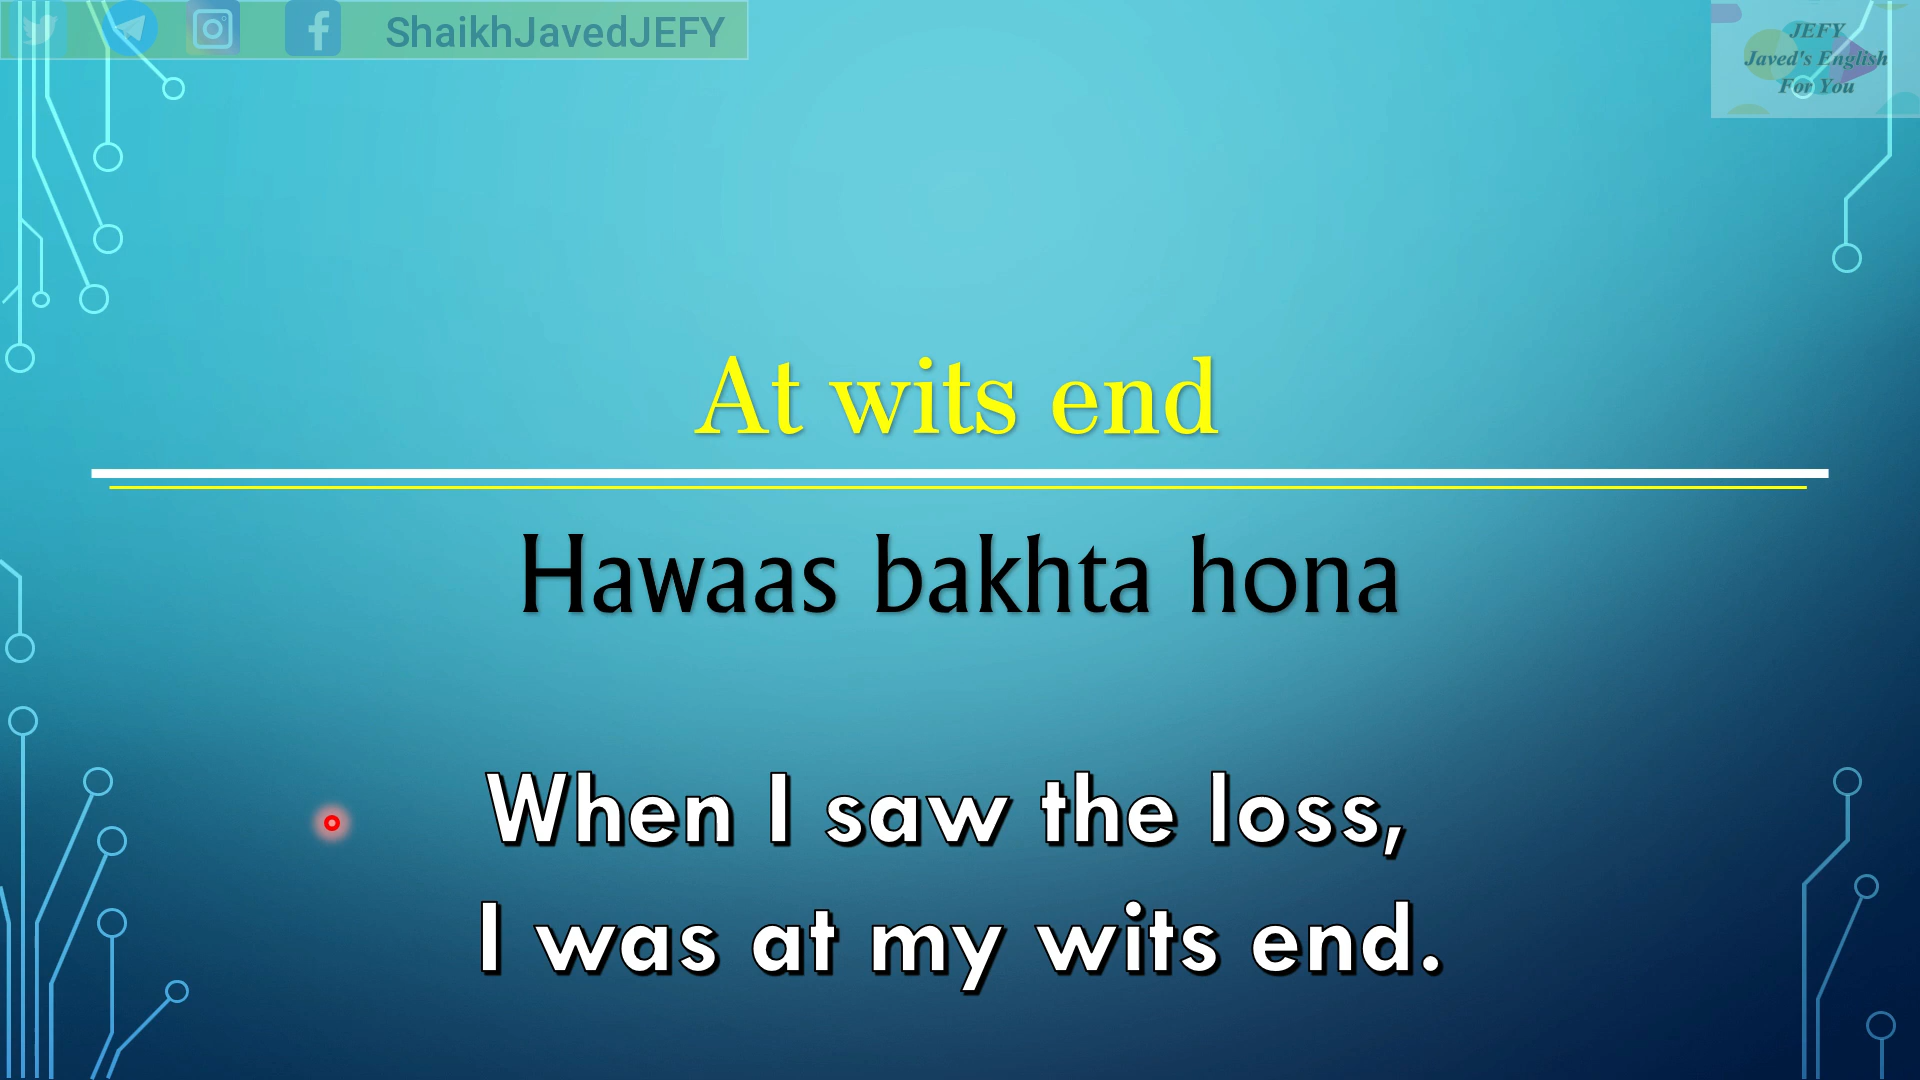 ShaikhJavedJEFY
JEFY
Javed's English
For You
At wits end
Hawaas bakhta hona
When I saw the loss,
I was at my wits end.